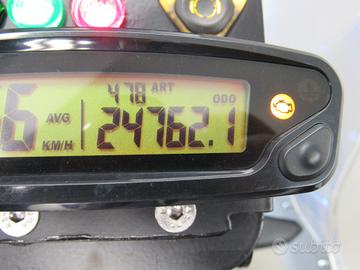 478 ART
6 AVG ODO
KM/H 24762.1
subito